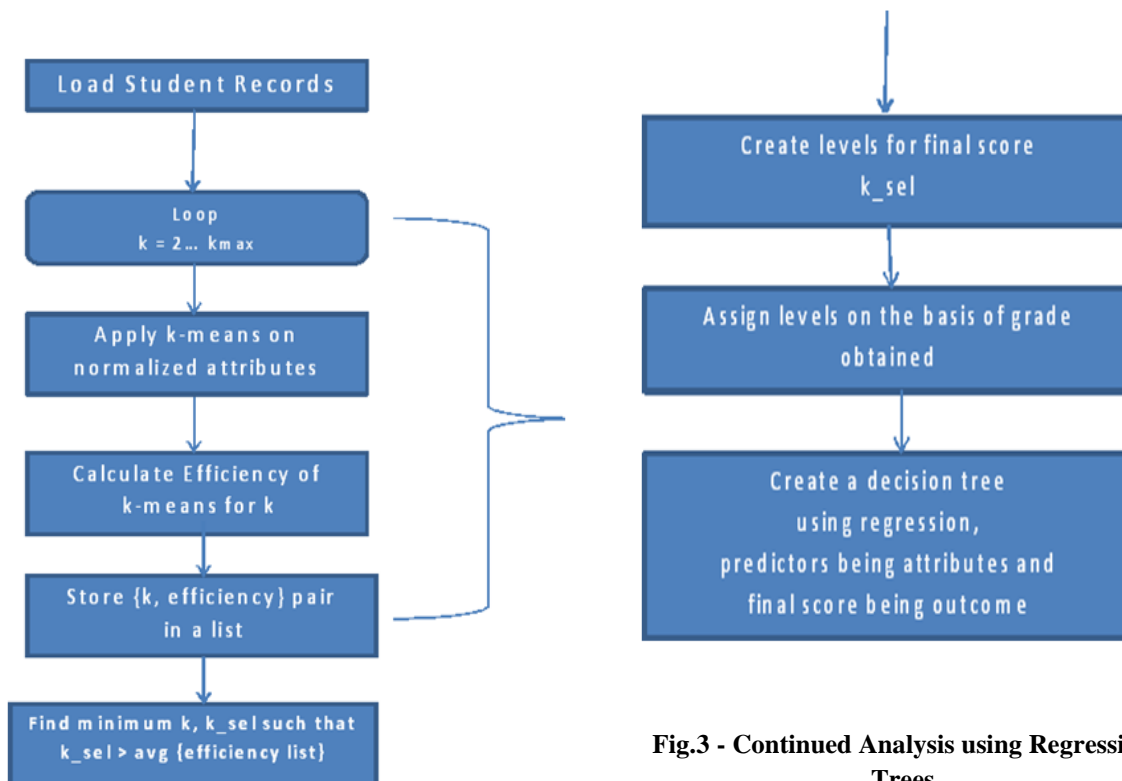 Load Student Records
Loop
k = 2... kmax
Apply k-means on
normalized attributes
Calculate Efficiency of
k-means for k
Store {k, efficiency} pair
in a list
Find minimum k, k_sel such that
k_sel > avg {efficiency list}
Create levels for final score
k_sel
Assign levels on the basis of grade
obtained
Create a decision tree
using regression,
predictors being attributes and
final score being outcome
Fig.3 - Continued Analysis using Regressi
Trees